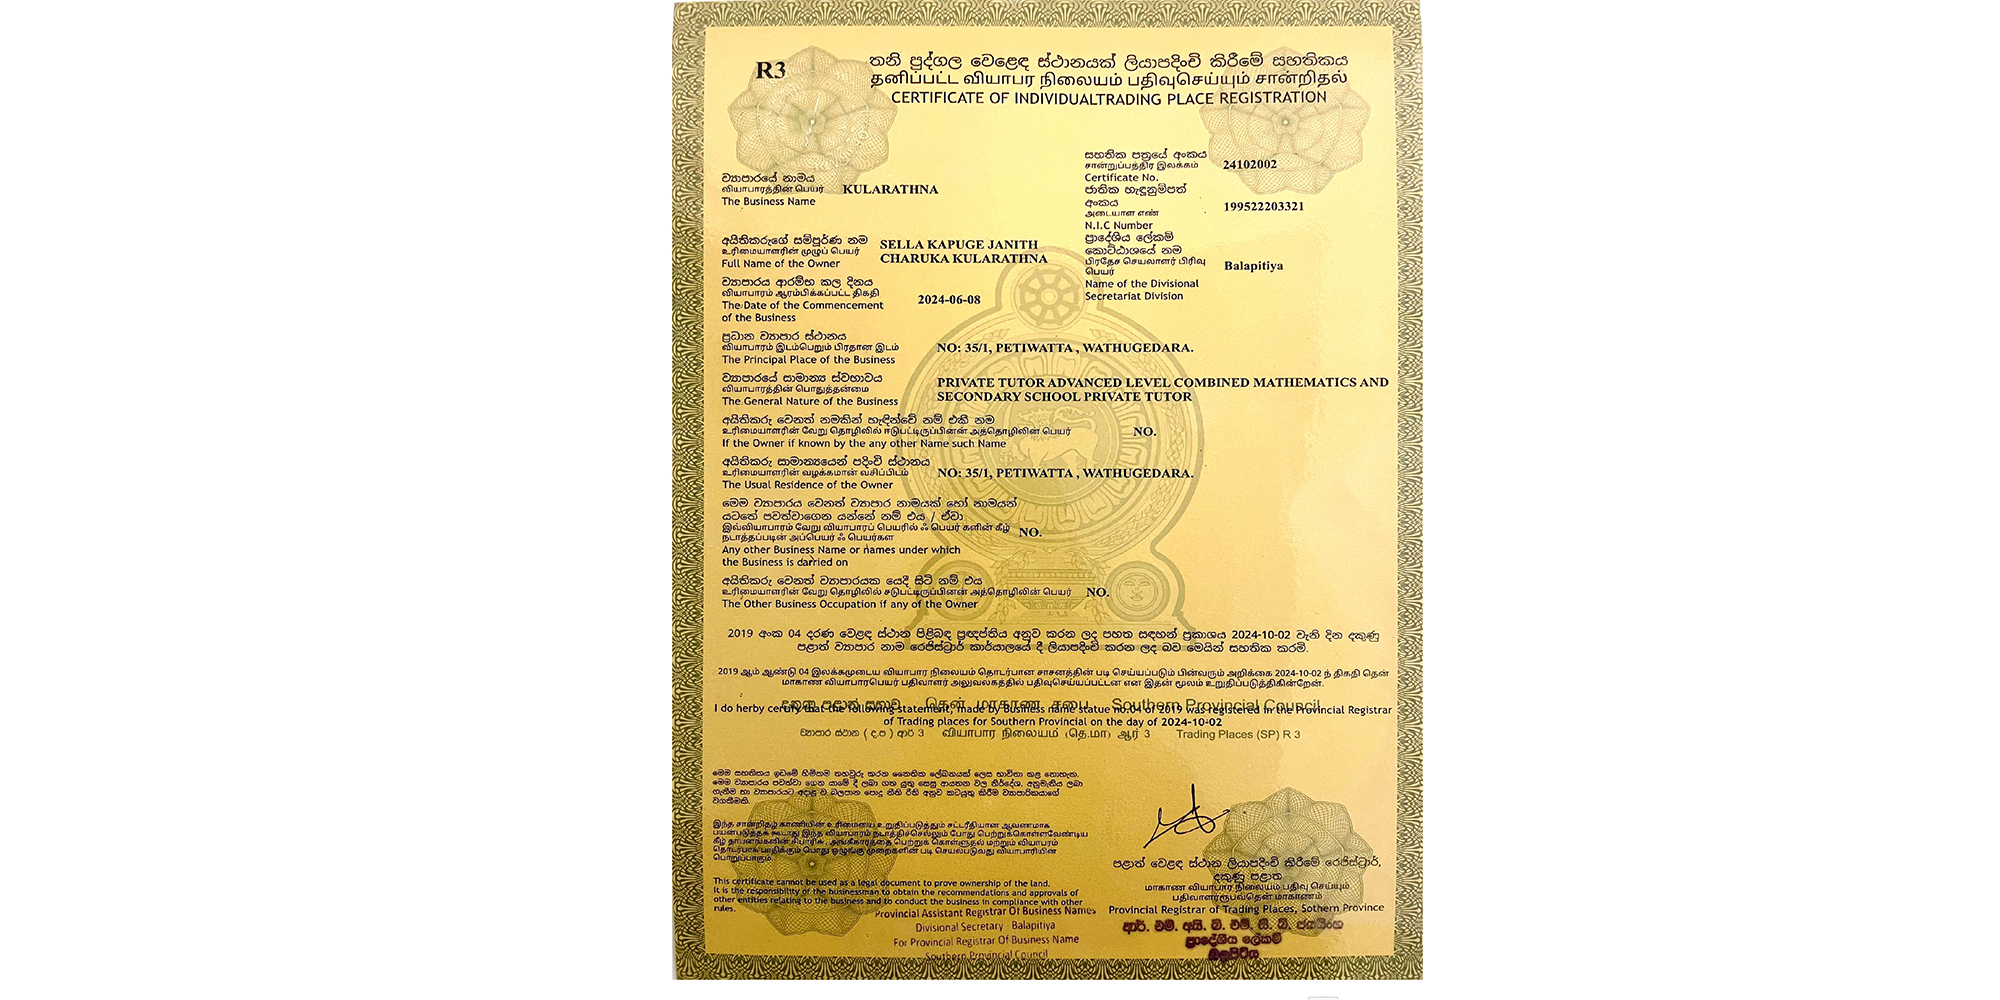 R3
තනි පුද්ගල වෙළෙඳ ස්ථානයක් ලියාපදිංචි කිරීමේ සහතිකය
தனிப்பட்ட வியாபர நிலையம் பதிவுசெய்யும் சான்றிதல்
CERTIFICATE OF INDIVIDUALTRADING PLACE REGISTRATION
සහතික පත්‍රයේ අංකය
சான்றுப்பத்திர இலக்கம்
Certificate No.
24102002
ව්‍යාපාරයේ නාමය
வியாபாரத்தின் பெயர்
The Business Name
KULARATHNA
ජාතික හැඳුනුම්පත්
අංකය
அடையாள எண்
N.I.C Number
199522203321
අයිතිකරුගේ සම්පූර්ණ නම
உரிமையாளரின் முழுப் பெயர்
Full Name of the Owner
SELLA KAPUGE JANITH
CHARUKA KULARATHNA
ප්‍රාදේශීය ලේකම්
කොට්ඨාශයේ නම
பிரதேச செயலாளர் பிரிவு
பெயர்
Name of the Divisional
Secretariat Division
Balapitiya
ව්‍යාපාරය ආරම්භ කල දිනය
வியாபாரம் ஆரம்பிக்கப்பட்ட திகதி
The Date of the Commencement
of the Business
2024-06-08
ප්‍රධාන ව්‍යාපාර ස්ථානය
வியாபாரம் இடம்பெறும் பிரதான இடம்
The Principal Place of the Business
NO: 35/1, PETIWATTA , WATHUGEDARA.
ව්‍යාපාරයේ සාමාන්‍ය ස්වභාවය
வியாபாரத்தின் பொதுத்தன்மை
The General Nature of the Business
PRIVATE TUTOR ADVANCED LEVEL COMBINED MATHEMATICS AND
SECONDARY SCHOOL PRIVATE TUTOR
අයිතිකරු වෙනත් නමකින් හැඳින්වේ නම් එකී නම
உரிமையாளரின் வேறு தொழிலில் ஈடுபட்டிருப்பினன் அத்தொழிலின் பெயர்
If the Owner if known by the any other Name such Name
NO.
අයිතිකරු සාමාන්‍යයෙන් පදිංචි ස්ථානය
உரிமையாளரின் வழக்கமான் வசிப்பிடம்
The Usual Residence of the Owner
NO: 35/1, PETIWATTA , WATHUGEDARA.
මෙම ව්‍යාපාරය වෙනත් ව්‍යාපාර නාමයක් හෝ නාමයන්
යටතේ පවත්වාගෙන යන්නේ නම් එය / ඒවා
இவ்வியாபாரம் வேறு வியாபாரப் பெயரில் ஃ பெயர் களின் கீழ்
நடாத்தப்படின் அப்பெயர் ஃ பெயர்கள
Any other Business Name or names under which
the Business is darried on
NO.
අයිතිකරු වෙනත් ව්‍යාපාරයක යෙදී සිටී නම් එය
உரிமையாளரின் வேறு தொழிலில் சடுபட்டிருப்பினன் அத்தொழிலின் பெயர்
The Other Business Occupation if any of the Owner
NO.
2019 අංක 04 දරණ වෙළඳ ස්ථාන පිළිබඳ ප්‍රඥප්තිය අනුව කරන ලද පහත සඳහන් ප්‍රකාශය 2024-10-02 වැනි දින දකුණු
පළාත් ව්‍යාපාර නාම රෙජිස්ට්‍රාර් කාර්යාලයේ දී ලියාපදිංචි කරන ලද බව මෙයින් සහතික කරමි.
2019 ஆம் ஆண்டு 04 இலக்கமுடைய வியாபார நிலையம் தொடர்பான சாசனத்தின் படி செய்யப்படும் பின்வரும் அறிக்கை 2024-10-02 ந் திகதி தென்
மாகாண வியாபாரபெயர் பதிவாளர் அலுவலகத்தில் பதிவுசெய்யப்பட்டன என இதன் மூலம் உறுதிப்படுத்திகின்றேன்.
දකුණු පළාත් සභාව தென் மாகாண சபை Southern Provincial Council
I do herby certify that the following statement, made by Business name statue no.04 of 2019 was registered in the Provincial Registrar
of Trading places for Southern Provincial on the day of 2024-10-02
ව්‍යාපාර ස්ථාන ( ද.ප ) ආර් 3 வியாபார நிலையம் (தெ.மா) ஆர் 3 Trading Places (SP) R 3
මෙම සහතිකය ඉඩමේ හිමිකම තහවුරු කරන නෛතික ලේඛනයක් ලෙස භාවිතා කළ නොහැක.
මෙම ව්‍යාපාරය පවත්වා ගෙන යාමේ දී ලබා ගත යුතු සෙසු ආයතන වල නිර්දේශ, අනුමැතිය ලබා
ගැනීම හා ව්‍යාපාරයට අදාළ ව බලපාන පොදු නීති රීති අනුව කටයුතු කිරීම ව්‍යාපාරිකයාගේ
වගකීමකි.
இந்த சான்றிதழ் காணியின் உரிமையை உறுதிப்படுத்தும் சட்டரீதியான ஆவணமாக
பயன்படுத்தக் கூடாது இந்த வியாபாரம் நடாத்திச்செல்லும் போது பெற்றுக்கொள்ளவேண்டிய
கீழ் தாபனங்களின் சிபாரிசு, அங்கீகாரத்தை பெற்றுக் கொள்ளுதல் மற்றும் வியாபரம்
தொடர்பாக பாதிக்கும் பொது ஒழுங்கு முறைகளின் படி செயல்படுவது வியாபாரியின்
பொறுப்பாகும்.
This certificate cannot be used as a legal document to prove ownership of the land.
It is the responsibility of the businessman to obtain the recommendations and approvals of
other entities relating to the business and to conduct the business in compliance with other
rules.
Provincial Assistant Registrar Of Business Names
Divisional Secretary - Balapitiya
For Provincial Registrar Of Business Name
Southern Provincial Council
පළාත් වෙළඳ ස්ථාන ලියාපදිංචි කිරීමේ රෙජිස්ට්‍රාර්,
දකුණු පළාත
மாகாண வியாபார நிலையம் பதிவு செய்யும்
பதிவாளர்ரூபவ்தென் மாகாணம்
Provincial Registrar of Trading Places, Sothern Province
ආර්. එම්. අයි. ඩී. එම්. සී. බී.
ප්‍රාදේශීය ලේකම්
බලපිටිය